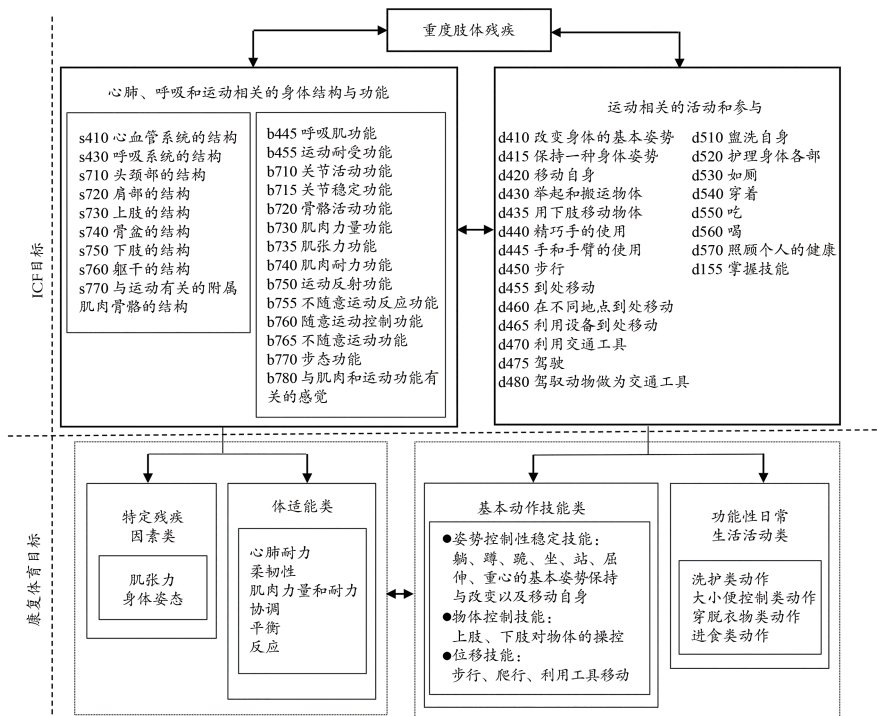 重度肢体残疾
ICF目标
心肺、呼吸和运动相关的身体结构与功能
s410 心血管系统的结构
s430 呼吸系统的结构
s710 头颈部的结构
s720 肩部的结构
s730 上肢的结构
s740 骨盆的结构
s750 下肢的结构
s760 躯干的结构
s770 与运动有关的附属
肌肉骨骼的结构
b445 呼吸肌功能
b455 运动耐受功能
b710 关节活动功能
b715 关节稳定功能
b720 骨骼活动功能
b730 肌肉力量功能
b735 肌张力功能
b740 肌肉耐力功能
b750 运动反射功能
b755 不随意运动反应功能
b760 随意运动控制功能
b765 不随意运动功能
b770 步态功能
b780 与肌肉和运动功能有
关的感觉
运动相关的活动和参与
d410 改变身体的基本姿势
d415 保持一种身体姿势
d420 移动自身
d430 举起和搬运物体
d435 用下肢移动物体
d440 精巧手的使用
d445 手和手臂的使用
d450 步行
d455 到处移动
d460 在不同地点到处移动
d465 利用设备到处移动
d470 利用交通工具
d475 驾驶
d480 驾驭动物做为交通工具
d510 盥洗自身
d520 护理身体各部
d530 如厕
d540 穿着
d550 吃
d560 喝
d570 照顾个人的健康
d155 掌握技能
康复体育目标
特定残疾
因素类
肌张力
身体姿态
体适能类
心肺耐力
柔韧性
肌肉力量和耐力
协调
平衡
反应
基本动作技能类
●姿势控制性稳定技能：
躺、蹲、跪、坐、站、屈
伸、重心的基本姿势保持
与改变以及移动自身
●物体控制技能：
上肢、下肢对物体的操控
●位移技能：
步行、爬行、利用工具移动
功能性日常
生活活动类
洗护类动作
大小便控制类动作
穿脱衣物类动作
进食类动作